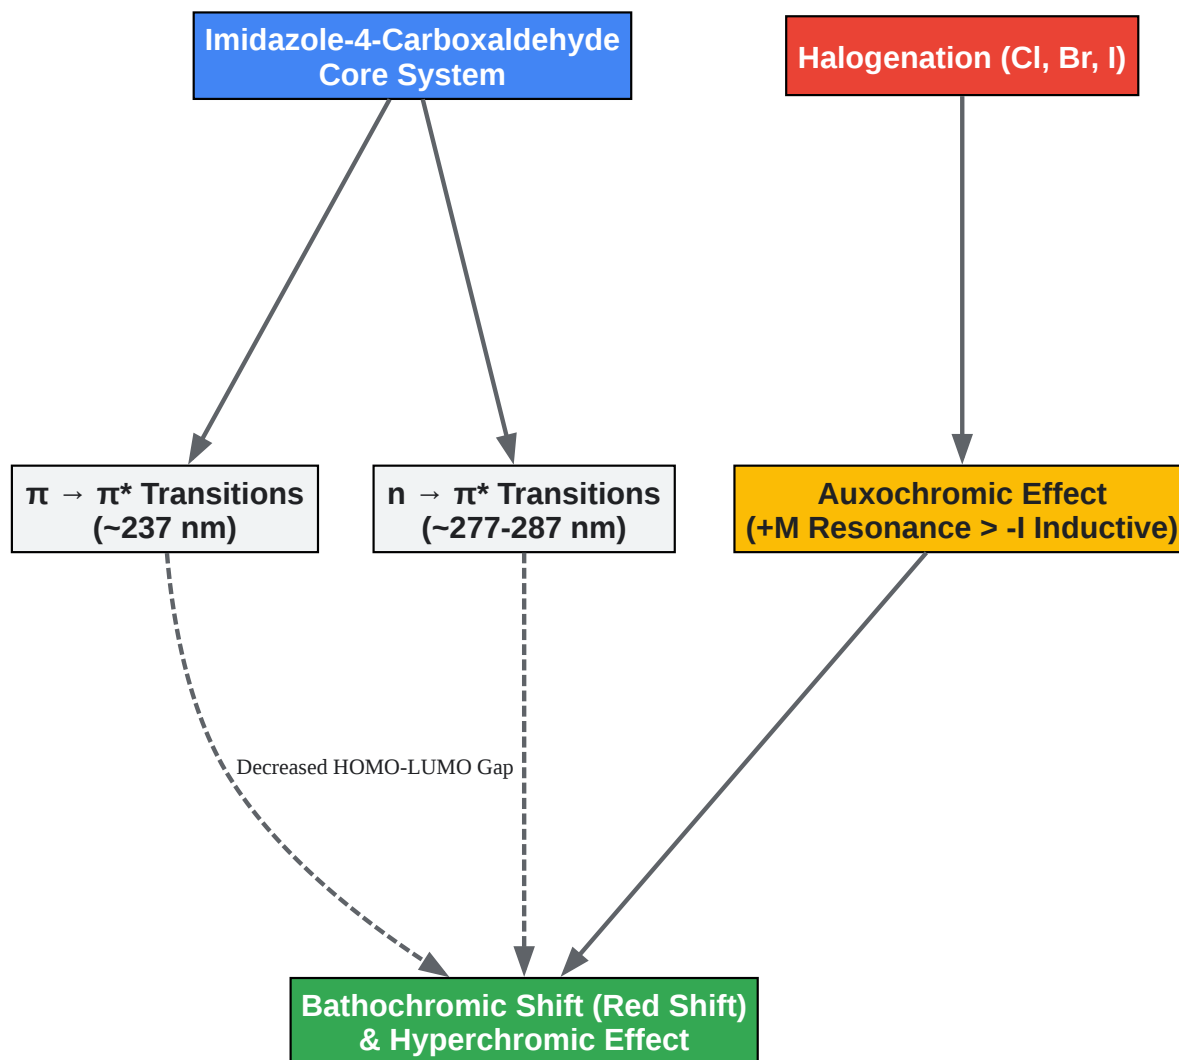 Imidazole-4-Carboxaldehyde
Core System
Halogenation (Cl, Br, I)
π → π* Transitions
(~237 nm)
n → π* Transitions
(~277-287 nm)
Auxochromic Effect
(+M Resonance > -I Inductive)
Decreased HOMO-LUMO Gap
Bathochromic Shift (Red Shift)
& Hyperchromic Effect